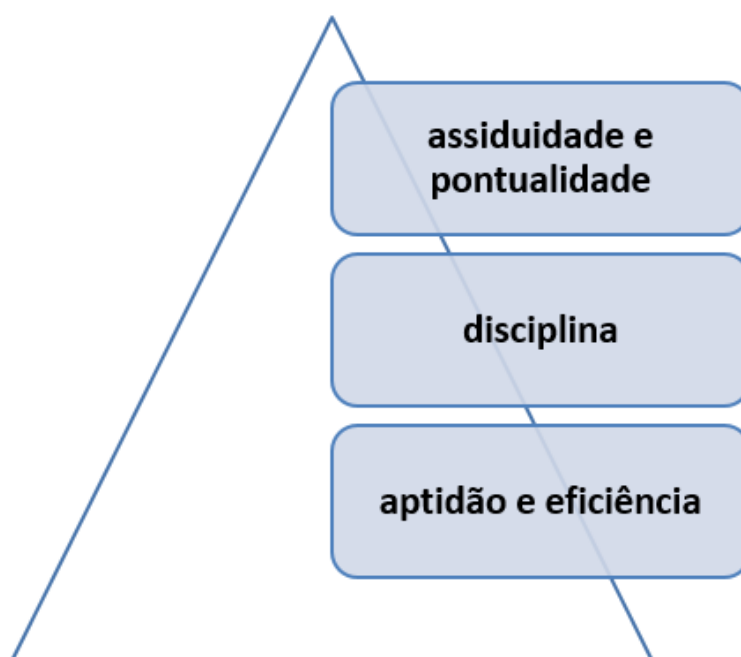 assiduidade e
pontualidade
disciplina
aptidão e eficiência